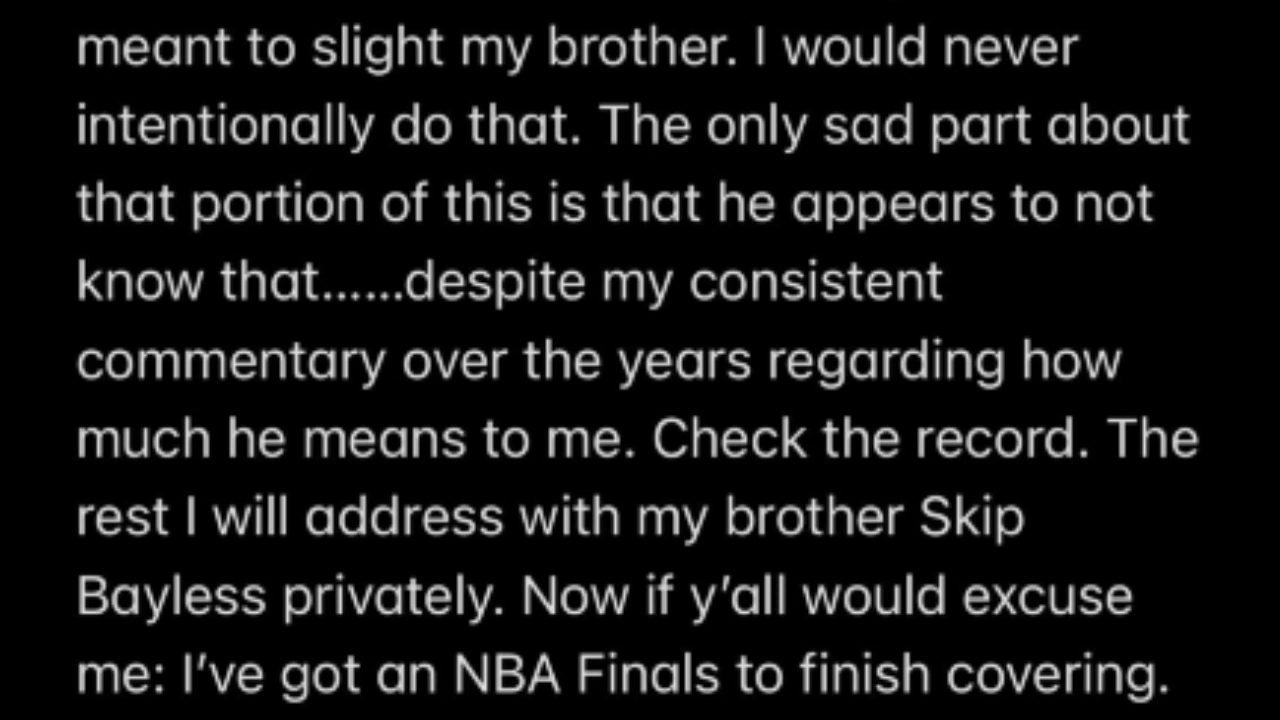 meant to slight my brother. I would never
intentionally do that. The only sad part about
that portion of this is that he appears to not
know that......despite my consistent
commentary over the years regarding how
much he means to me. Check the record. The
rest I will address with my brother Skip
Bayless privately. Now if y’all would excuse
me: I’ve got an NBA Finals to finish covering.